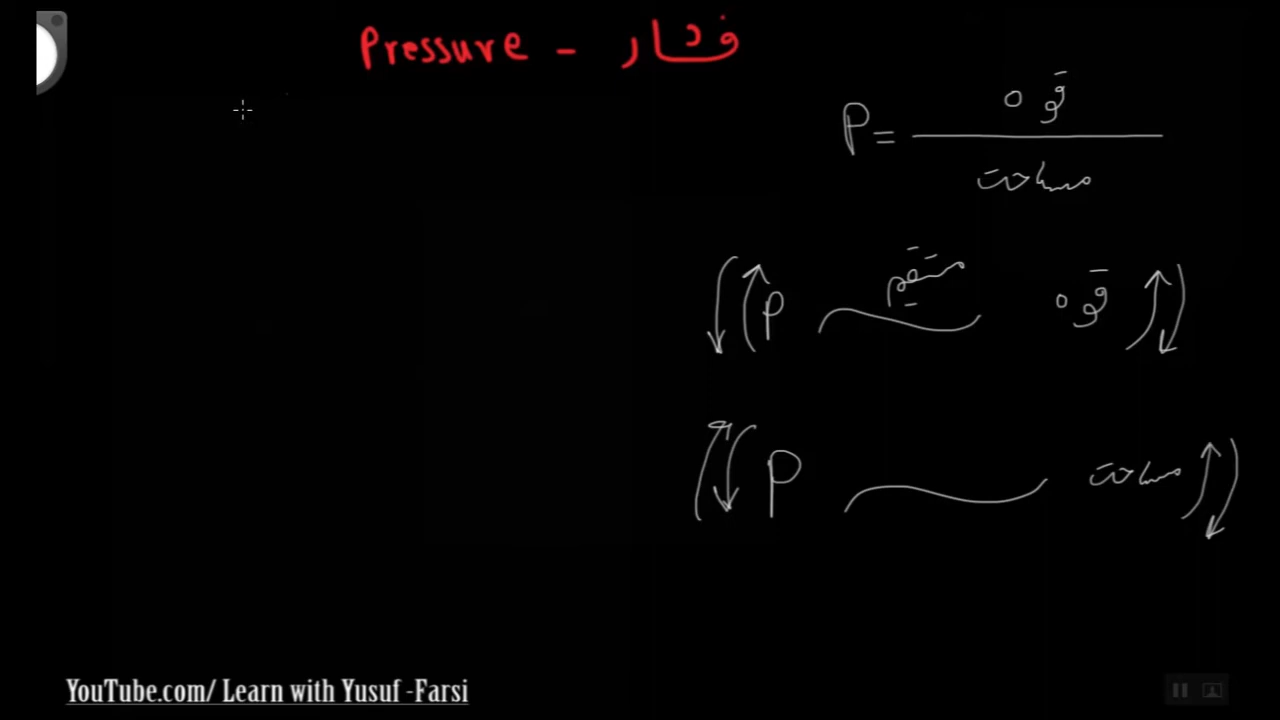 Pressure - فشار
P = قوه / مساحت
P مستقیم قوه
P مساحت
YouTube.com/ Learn with Yusuf -Farsi